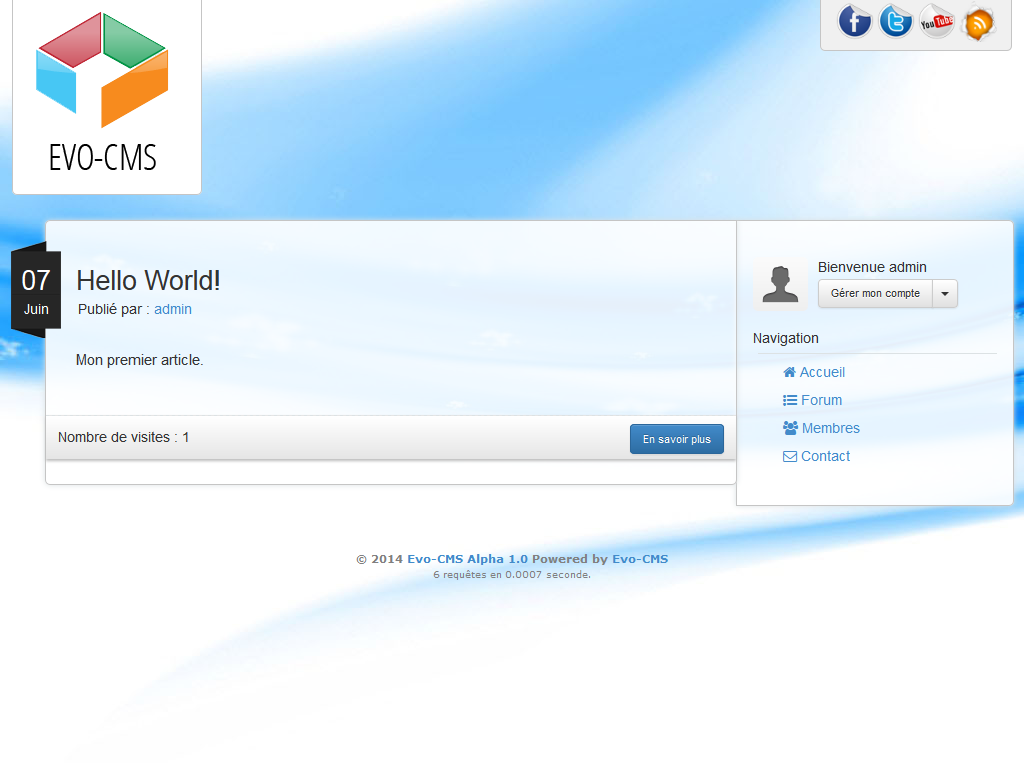 EVO-CMS
You Tube
07
Juin
Hello World!
Publié par : admin
Mon premier article.
Nombre de visites : 1
En savoir plus
Bienvenue admin
Gérer mon compte
Navigation
Accueil
Forum
Membres
Contact
© 2014 Evo-CMS Alpha 1.0 Powered by Evo-CMS
6 requêtes en 0.0007 seconde.